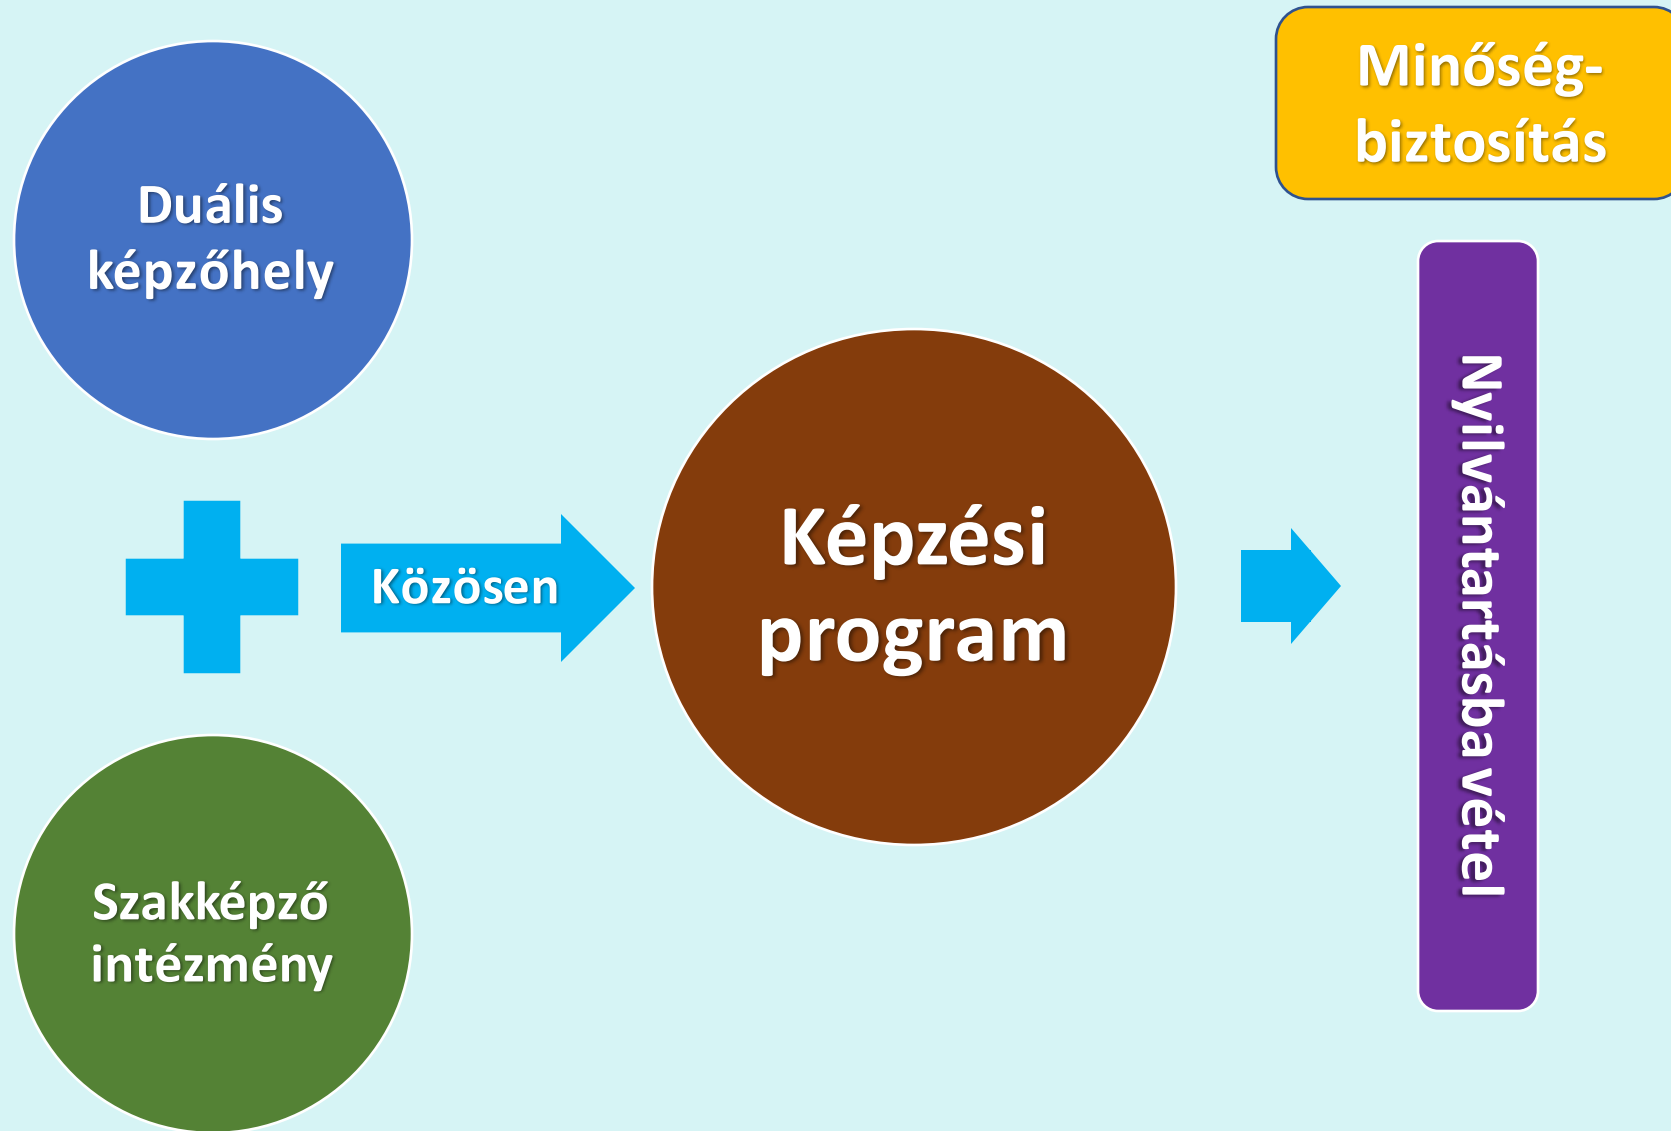 Duális
képzőhely
Közösen
Szakképző
intézmény
Képzési
program
Minőség-
biztosítás
Nyilvántartásba vétel